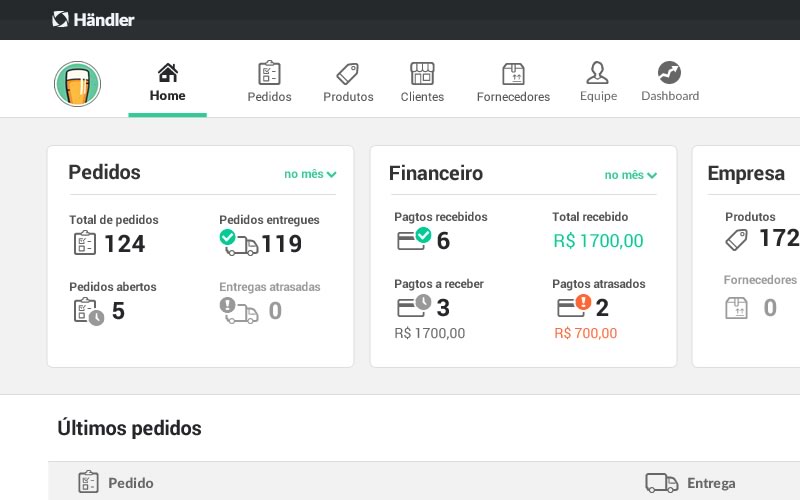 Händler
Home
Pedidos
Produtos
Clientes
Fornecedores
Equipe
Dashboard
Pedidos
no mês
Total de pedidos
124
Pedidos entregues
119
Pedidos abertos
5
Entregas atrasadas
0
Financeiro
no mês
Pagtos recebidos
6
Total recebido
R$ 1700,00
Pagtos a receber
3
R$ 1700,00
Pagtos atrasados
2
R$ 700,00
Empresa
Produtos
172
Fornecedores
0
Últimos pedidos
Pedido
Entrega